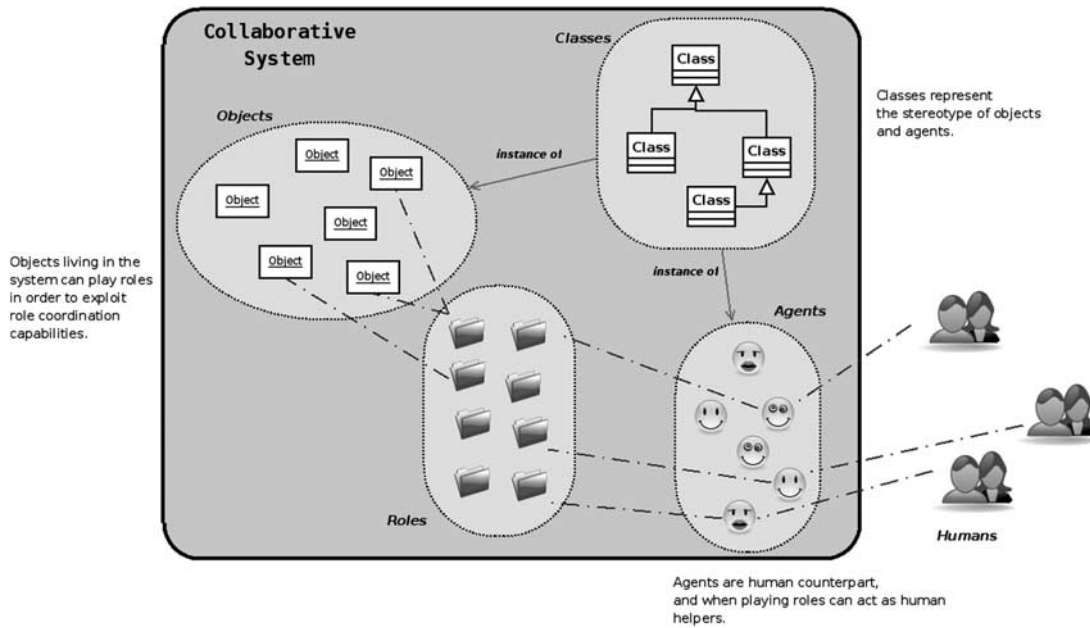 Collaborative
System
Classes
Class
Class
Class
Class
Classes represent
the stereotype of objects
and agents.
Objects
Object
Object
Object
Object
Object
Object
instance of
instance of
Objects living in the
system can play roles
in order to exploit
role coordination
capabilities.
Agents
Roles
Humans
Agents are human counterpart,
and when playing roles can act as human
helpers.